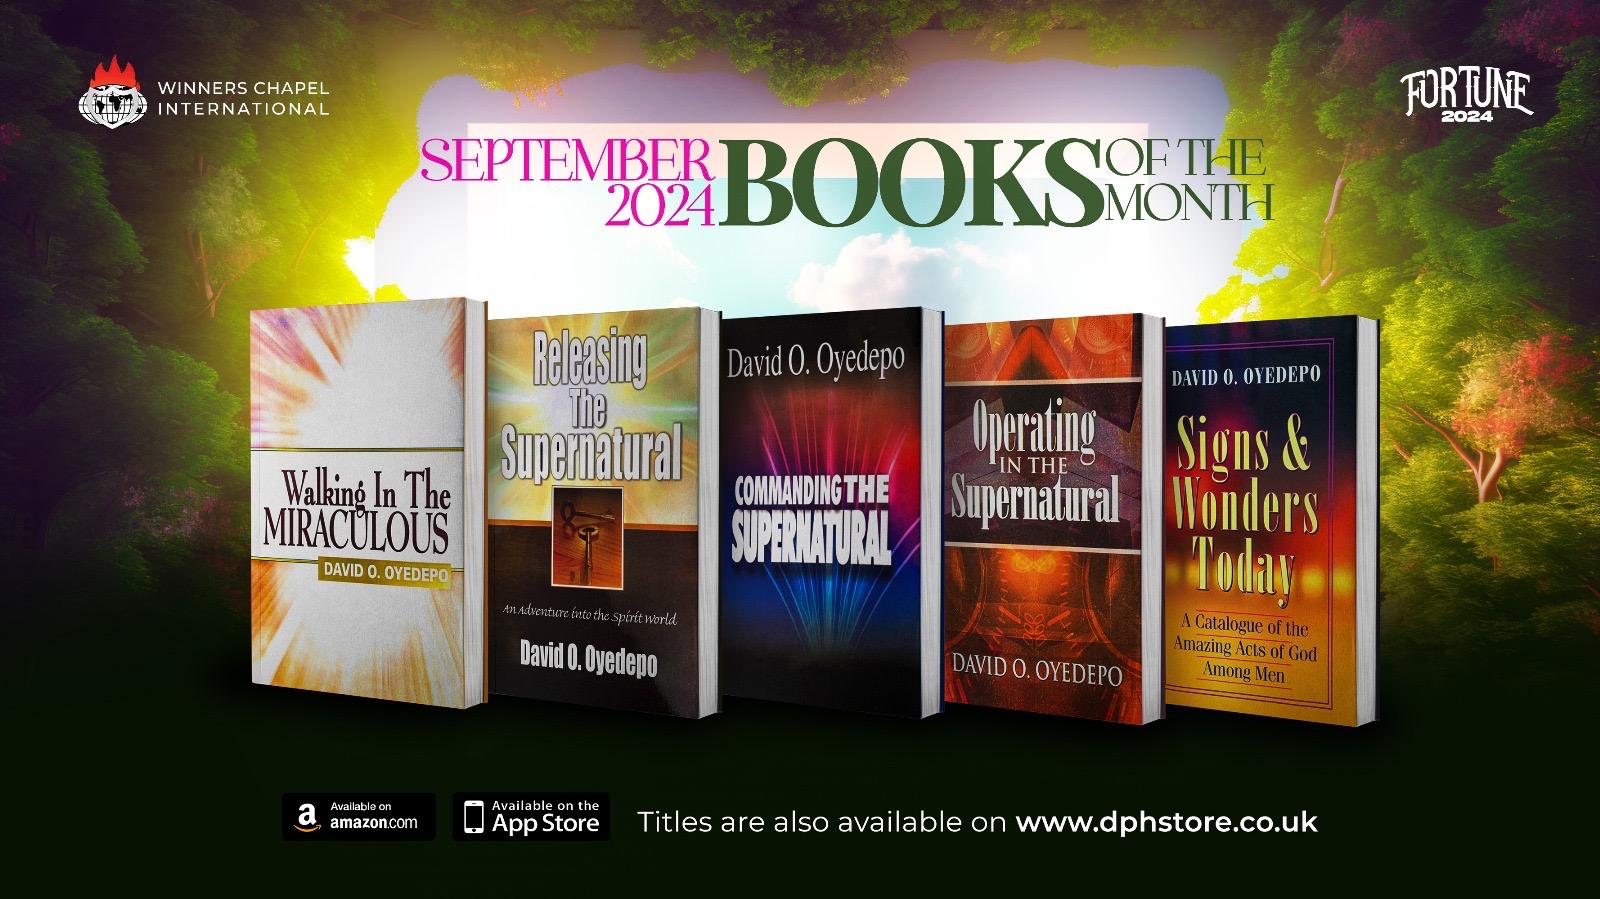 WINNERS CHAPEL
INTERNATIONAL
FORTUNE
2024
SEPTEMBER
2024
BOOKS
OF THE
MONTH
Walking In The
MIRACULOUS
DAVID O. OYEDEPO
Releasing
The
Supernatural
An Adventure into the Spirit World
David O. Oyedepo
David O. Oyedepo
COMMANDING THE
SUPERNATURAL
Operating
IN THE
Supernatural
DAVID O. OYEDEPO
DAVID O. OYEDEPO
Signs &
Wonders
Today
A Catalogue of the
Amazing Acts of God
Among Men
a
Available on
amazon.com
Available on the
App Store
Titles are also available on www.dphstore.co.uk